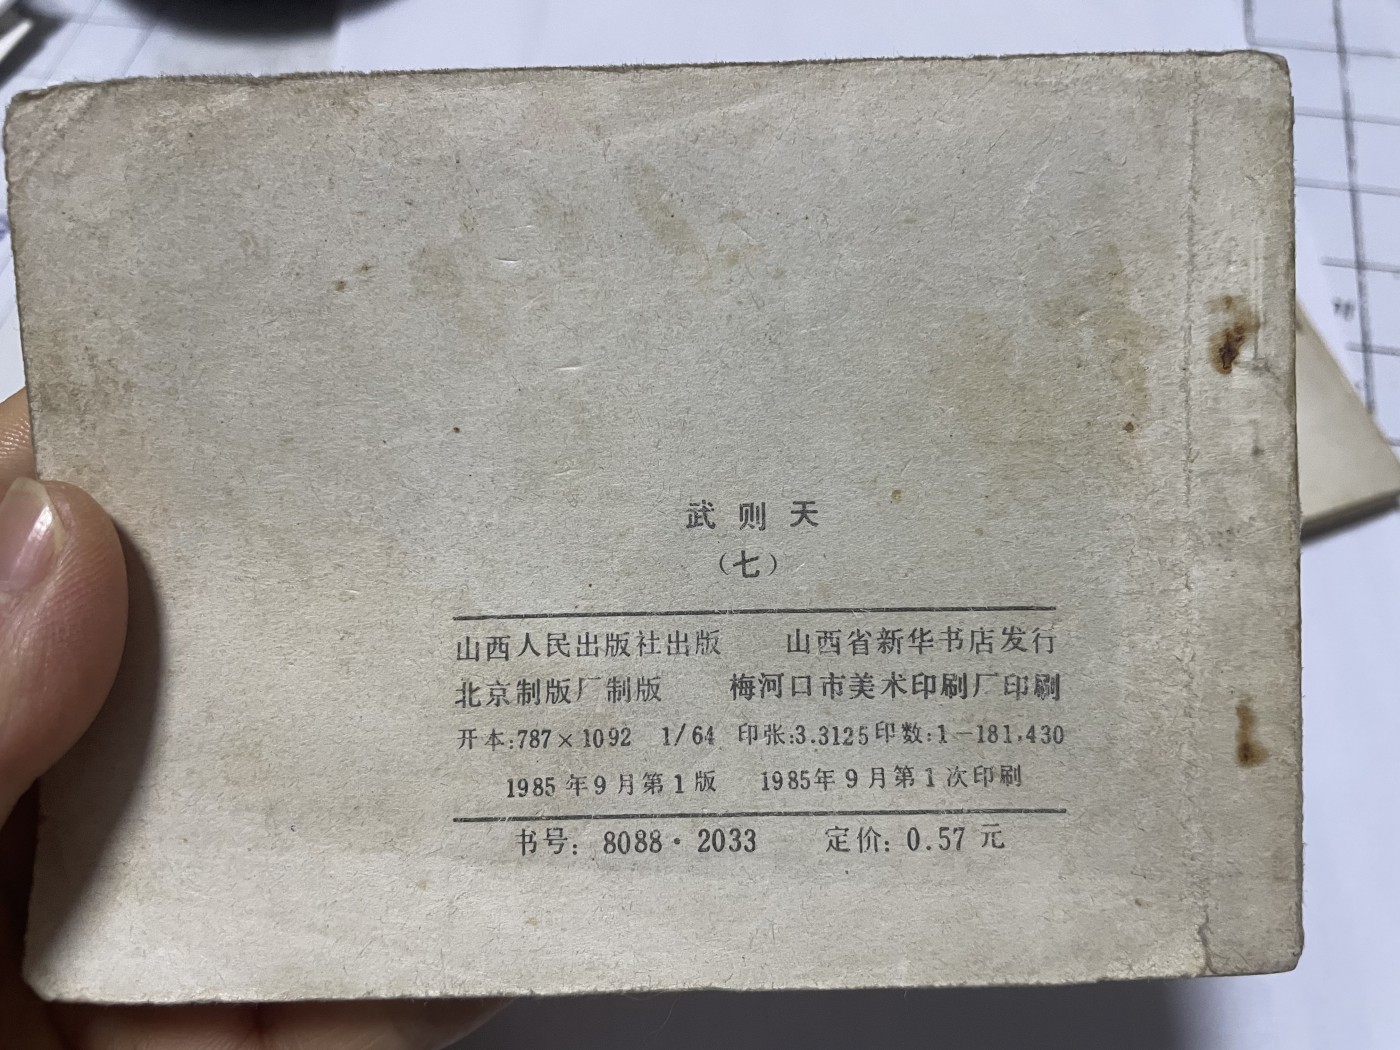 武则天
（七）
山西人民出版社出版 山西省新华书店发行
北京制版厂制版 梅河口市美术印刷厂印刷
开本:787×1092 1/64 印张:3.3125 印数:1—181,430
1985年9月第1版 1985年9月第1次印刷
书号：8088·2033 定价：0.57元